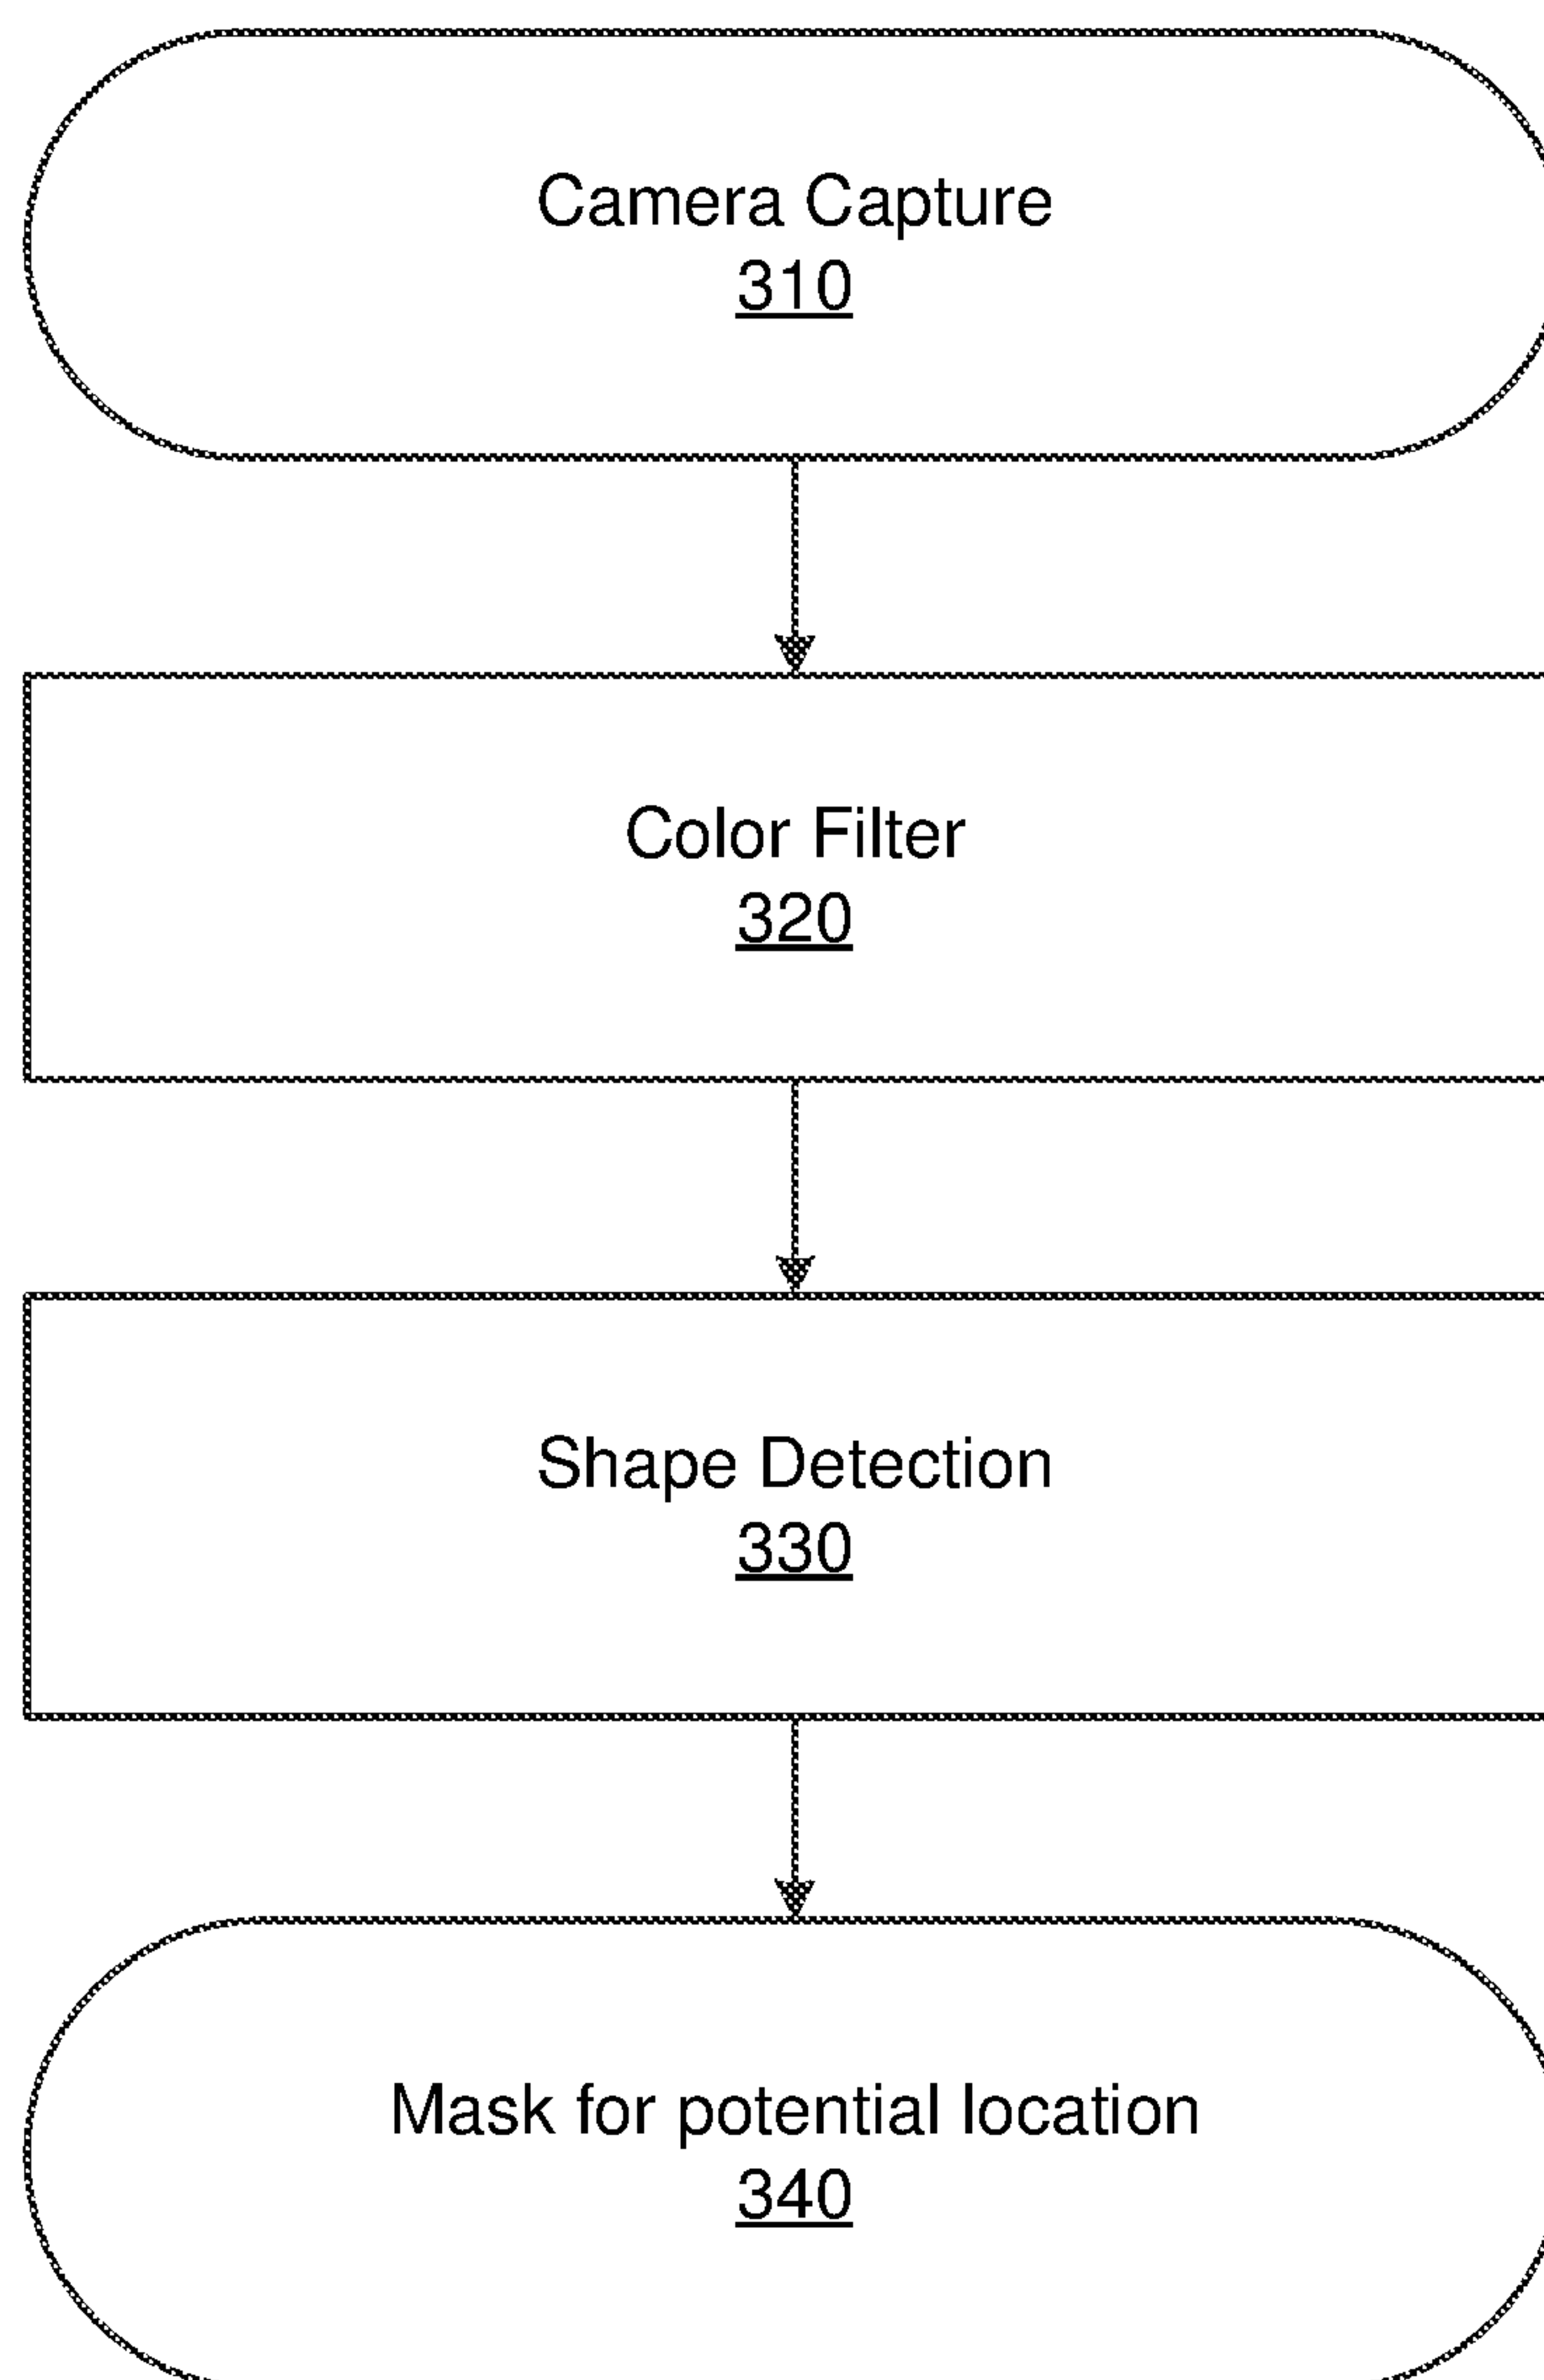 Camera Capture
310
Color Filter
320
Shape Detection
330
Mask for potential location
340